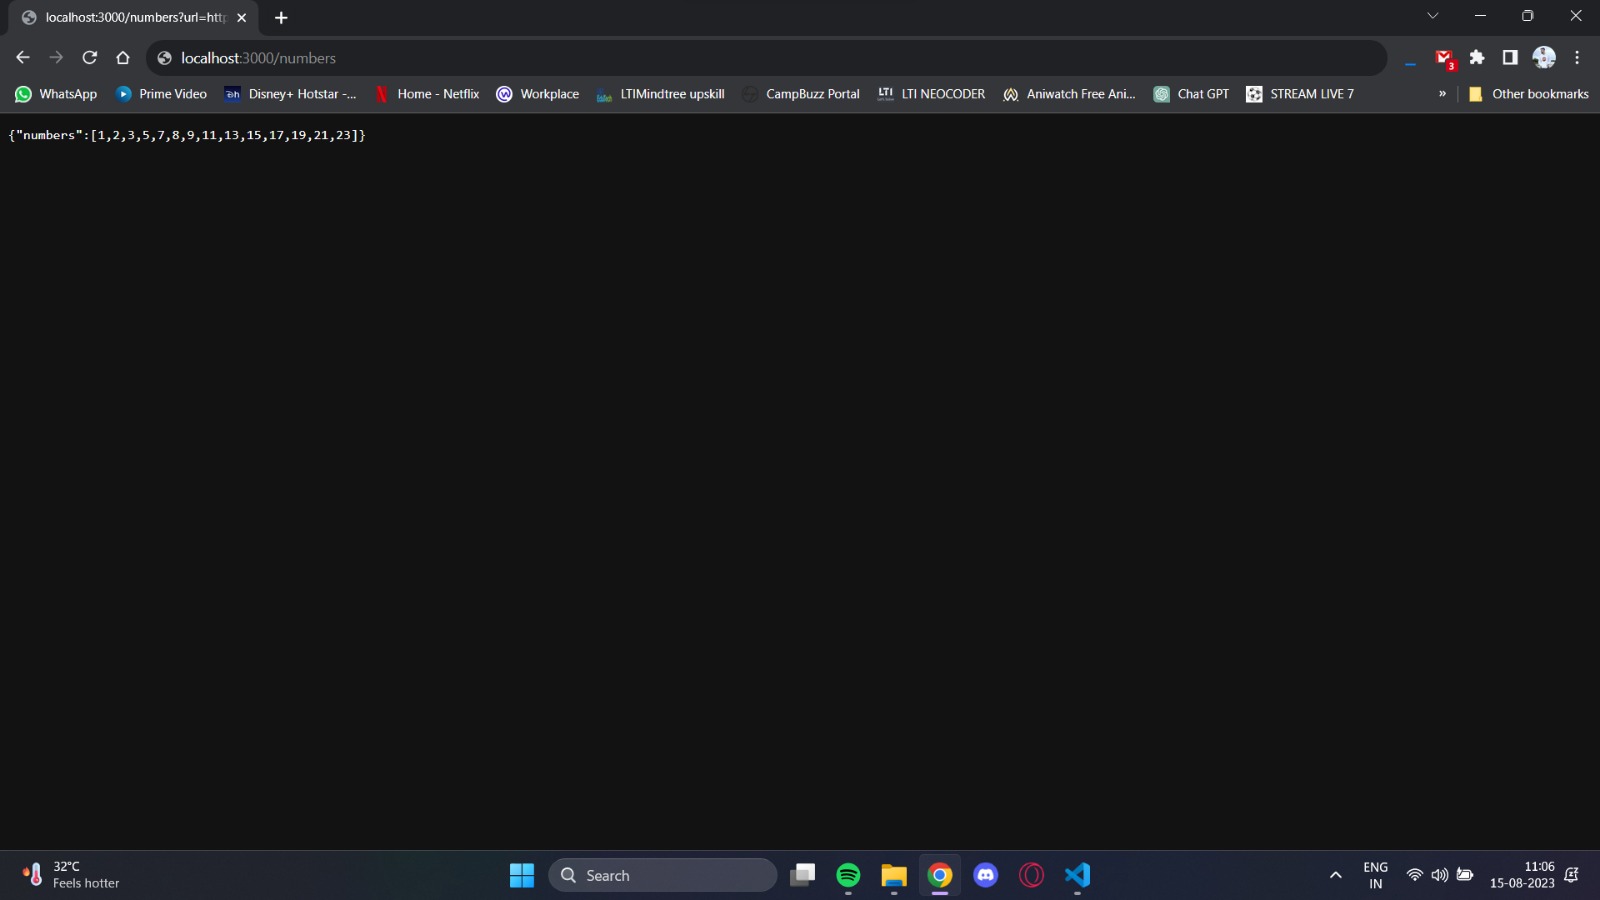 localhost:3000/numbers?url=http
localhost:3000/numbers
3
WhatsApp
Prime Video
Disney+ Hotstar -...
Home - Netflix
Workplace
LTIMindtree upskill
CampBuzz Portal
LTI NEOCODER
Aniwatch Free Ani...
Chat GPT
STREAM LIVE 7
»
Other bookmarks
{"numbers":[1,2,3,5,7,8,9,11,13,15,17,19,21,23]}
32°C
Feels hotter
Search
ENG
IN
11:06
15-08-2023